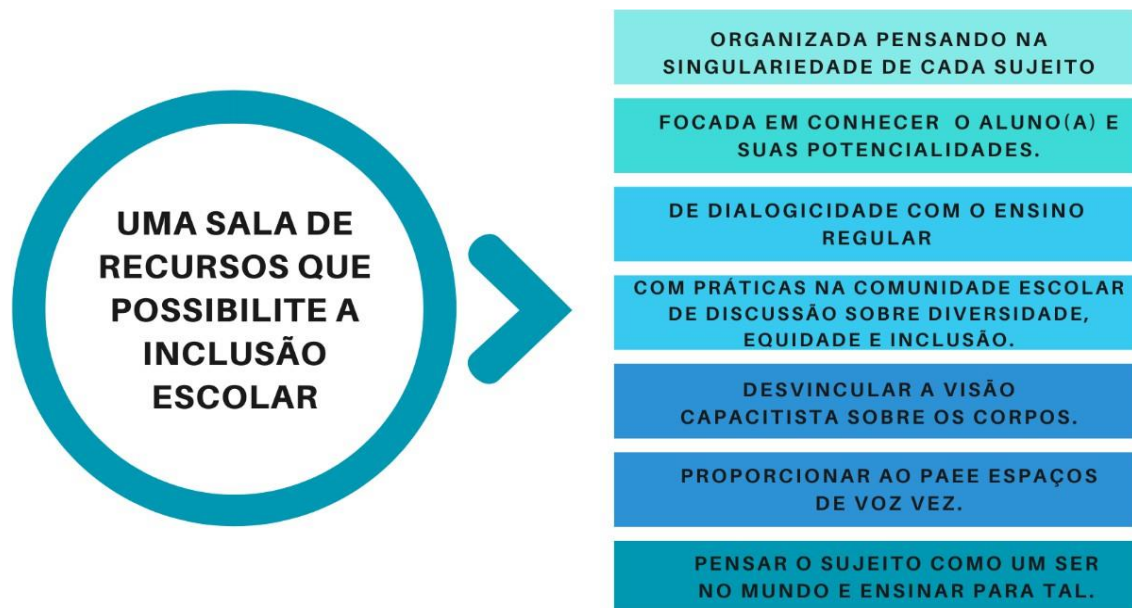 UMA SALA DE
RECURSOS QUE
POSSIBILITE A
INCLUSÃO
ESCOLAR
ORGANIZADA PENSANDO NA
SINGULARIEDADE DE CADA SUJEITO
FOCADA EM CONHECER O ALUNO(A) E
SUAS POTENCIALIDADES.
DE DIALOGICIDADE COM O ENSINO
REGULAR
COM PRÁTICAS NA COMUNIDADE ESCOLAR
DE DISCUSSÃO SOBRE DIVERSIDADE,
EQUIDADE E INCLUSÃO.
DESVINCULAR A VISÃO
CAPACITISTA SOBRE OS CORPOS.
PROPORCIONAR AO PAEE ESPAÇOS
DE VOZ VEZ.
PENSAR O SUJEITO COMO UM SER
NO MUNDO E ENSINAR PARA TAL.